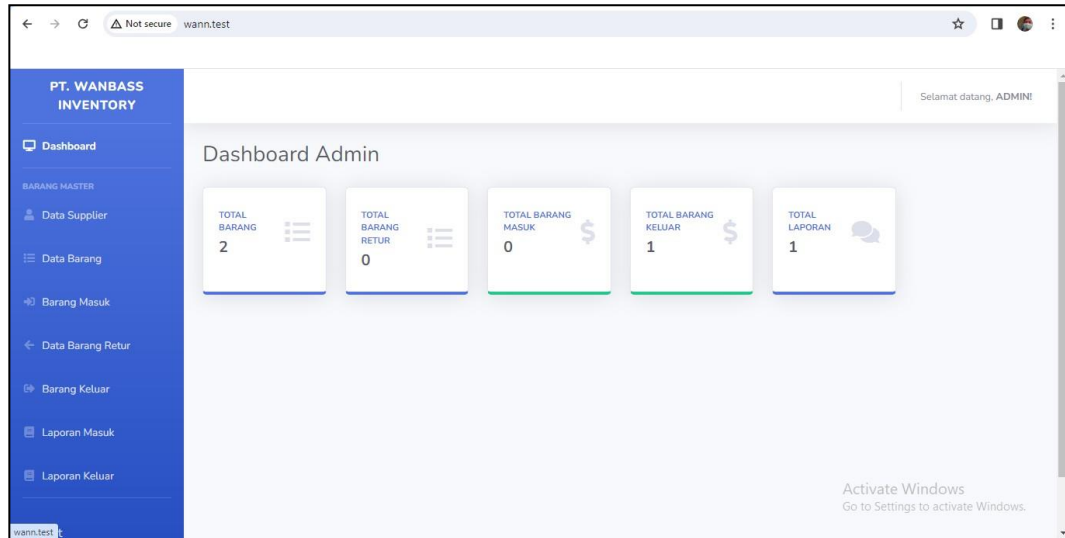 Not secure wann.test
PT. WANBASS
INVENTORY
Selamat datang, ADMIN!
Dashboard
Dashboard Admin
BARANG MASTER
Data Supplier
Data Barang
Barang Masuk
Data Barang Retur
Barang Keluar
Laporan Masuk
Laporan Keluar
TOTAL
BARANG
2
TOTAL
BARANG
RETUR
0
TOTAL BARANG
MASUK
0
TOTAL BARANG
KELUAR
1
TOTAL
LAPORAN
1
Activate Windows
Go to Settings to activate Windows.
wann.test